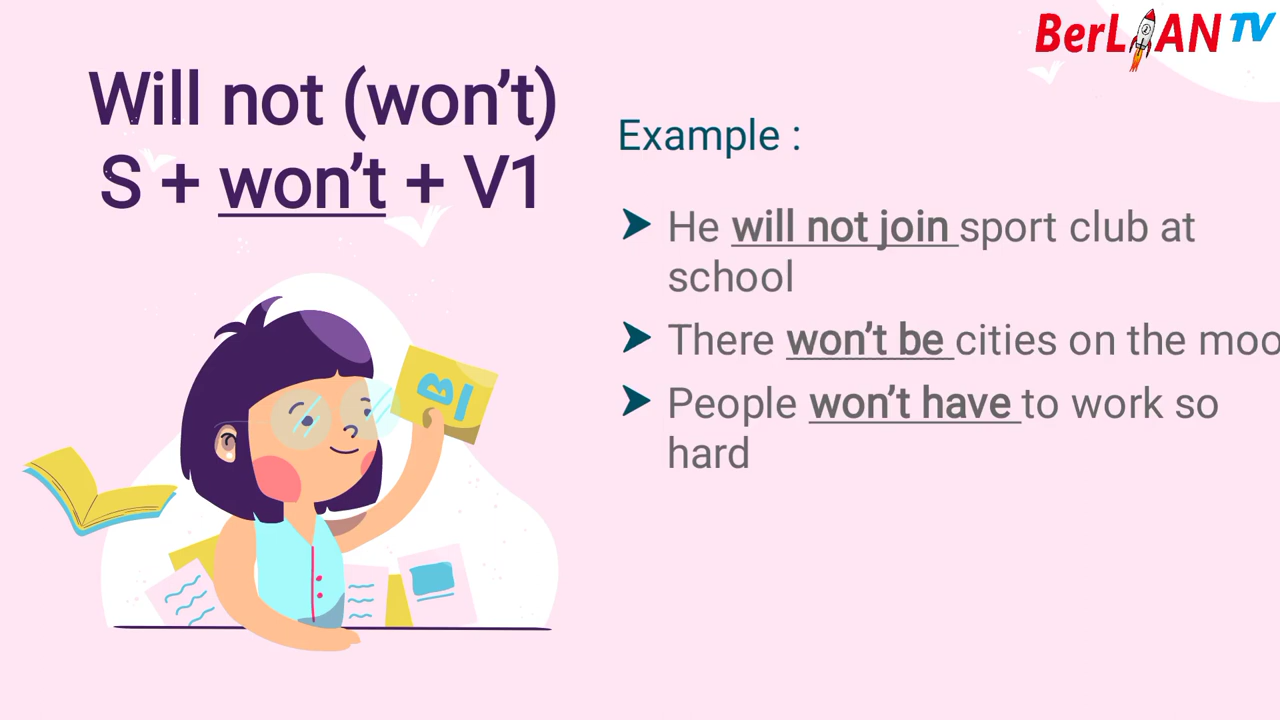 BerLIAN TV
Will not (won't)
S + won't + V1
Example :
He will not join sport club at
school
There won't be cities on the moo
People won't have to work so
hard